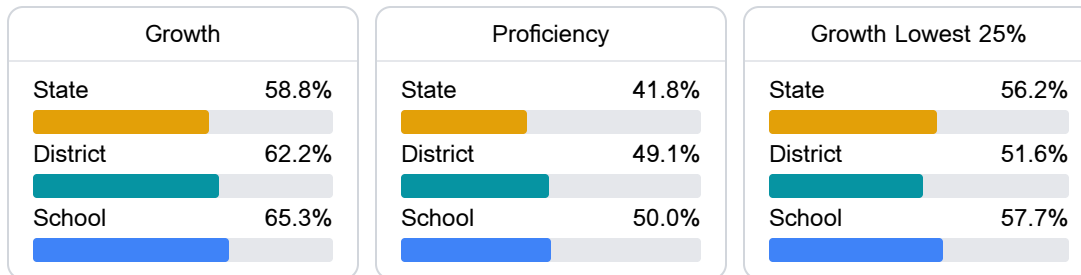 Growth
State 58.8%
District 62.2%
School 65.3%
Proficiency
State 41.8%
District 49.1%
School 50.0%
Growth Lowest 25%
State 56.2%
District 51.6%
School 57.7%